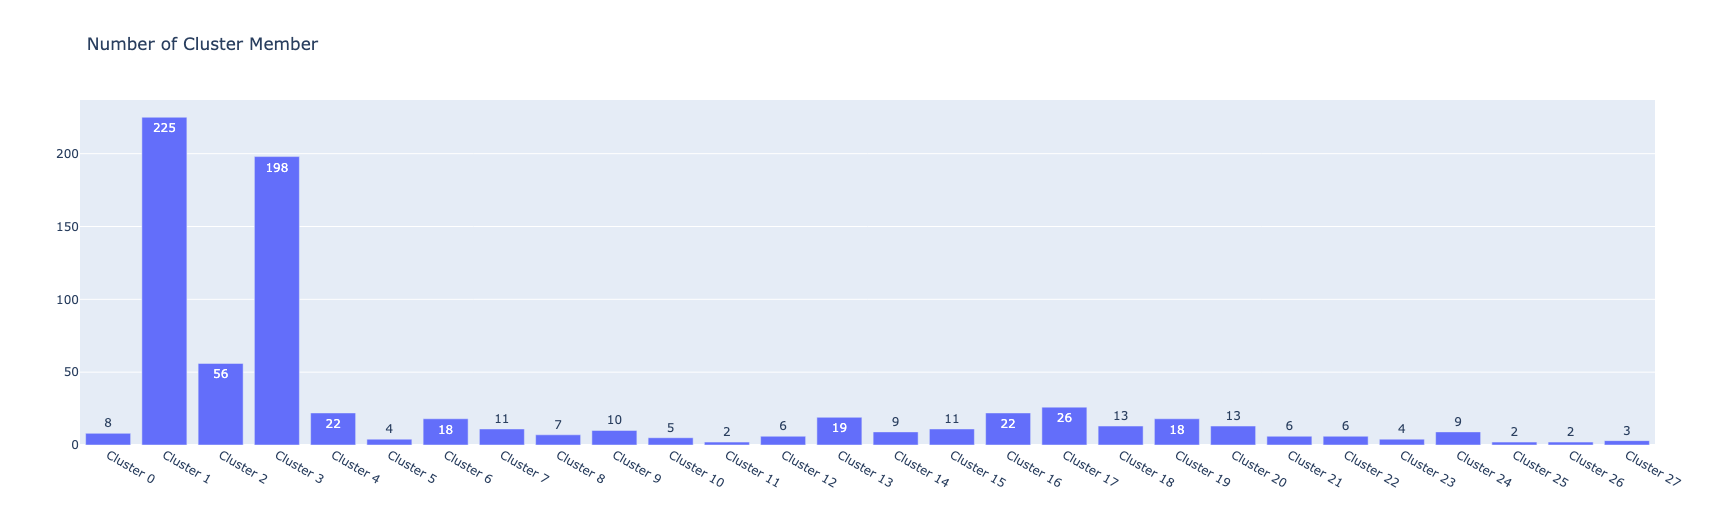 Number of Cluster Member
200
150
100
50
0
8
225
56
198
22
4
18
11
7
10
5
2
6
19
9
11
22
26
13
18
13
6
6
4
9
2
2
3
Cluster 0
Cluster 1
Cluster 2
Cluster 3
Cluster 4
Cluster 5
Cluster 6
Cluster 7
Cluster 8
Cluster 9
Cluster 10
Cluster 11
Cluster 12
Cluster 13
Cluster 14
Cluster 15
Cluster 16
Cluster 17
Cluster 18
Cluster 19
Cluster 20
Cluster 21
Cluster 22
Cluster 23
Cluster 24
Cluster 25
Cluster 26
Cluster 27